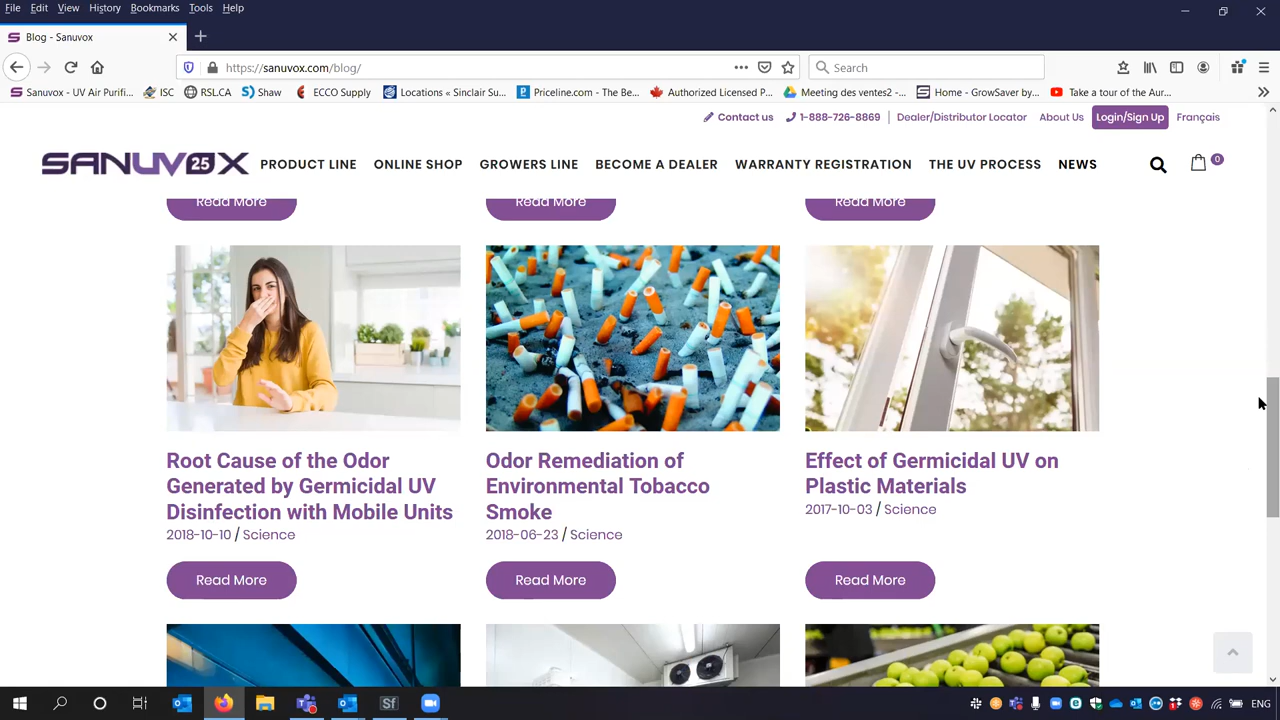 File Edit View History Bookmarks Tools Help
Blog - Sanuvox
https://sanuvox.com/blog/
Search
Sanuvox - UV Air Purifi... ISC RSI.CA Shaw ECCO Supply Locations « Sinclair Su... Priceline.com - The Be... Authorized Licensed P... Meeting des ventes2 -... Home - GrowSaver by... Take a tour of the Aur...
Contact us 1-888-726-8869 Dealer/Distributor Locator About Us Login/Sign Up Français
SANUVOX 25 PRODUCT LINE ONLINE SHOP GROWERS LINE BECOME A DEALER WARRANTY REGISTRATION THE UV PROCESS NEWS 0
Read More Read More Read More
Root Cause of the Odor
Generated by Germicidal UV
Disinfection with Mobile Units
2018-10-10 / Science
Read More
Odor Remediation of
Environmental Tobacco
Smoke
2018-06-23 / Science
Read More
Effect of Germicidal UV on
Plastic Materials
2017-10-03 / Science
Read More
Sf
ENG